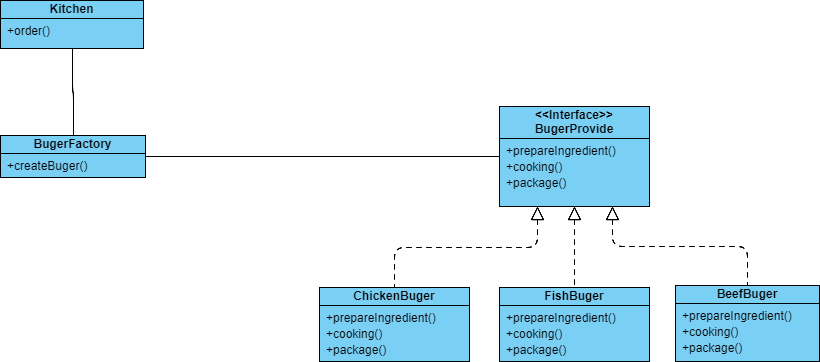 Kitchen
+order()
BugerFactory
+createBuger()
<<Interface>>
BugerProvide
+prepareIngredient()
+cooking()
+package()
ChickenBuger
+prepareIngredient()
+cooking()
+package()
FishBuger
+prepareIngredient()
+cooking()
+package()
BeefBuger
+prepareIngredient()
+cooking()
+package()